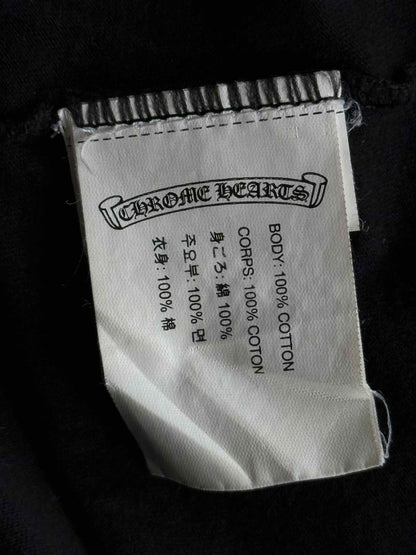 CHROME HEARTS
BODY: 100% COTTON
CORPS: 100% COTON
身ごろ: 綿 100%
주요부: 100% 면
衣身: 100% 棉